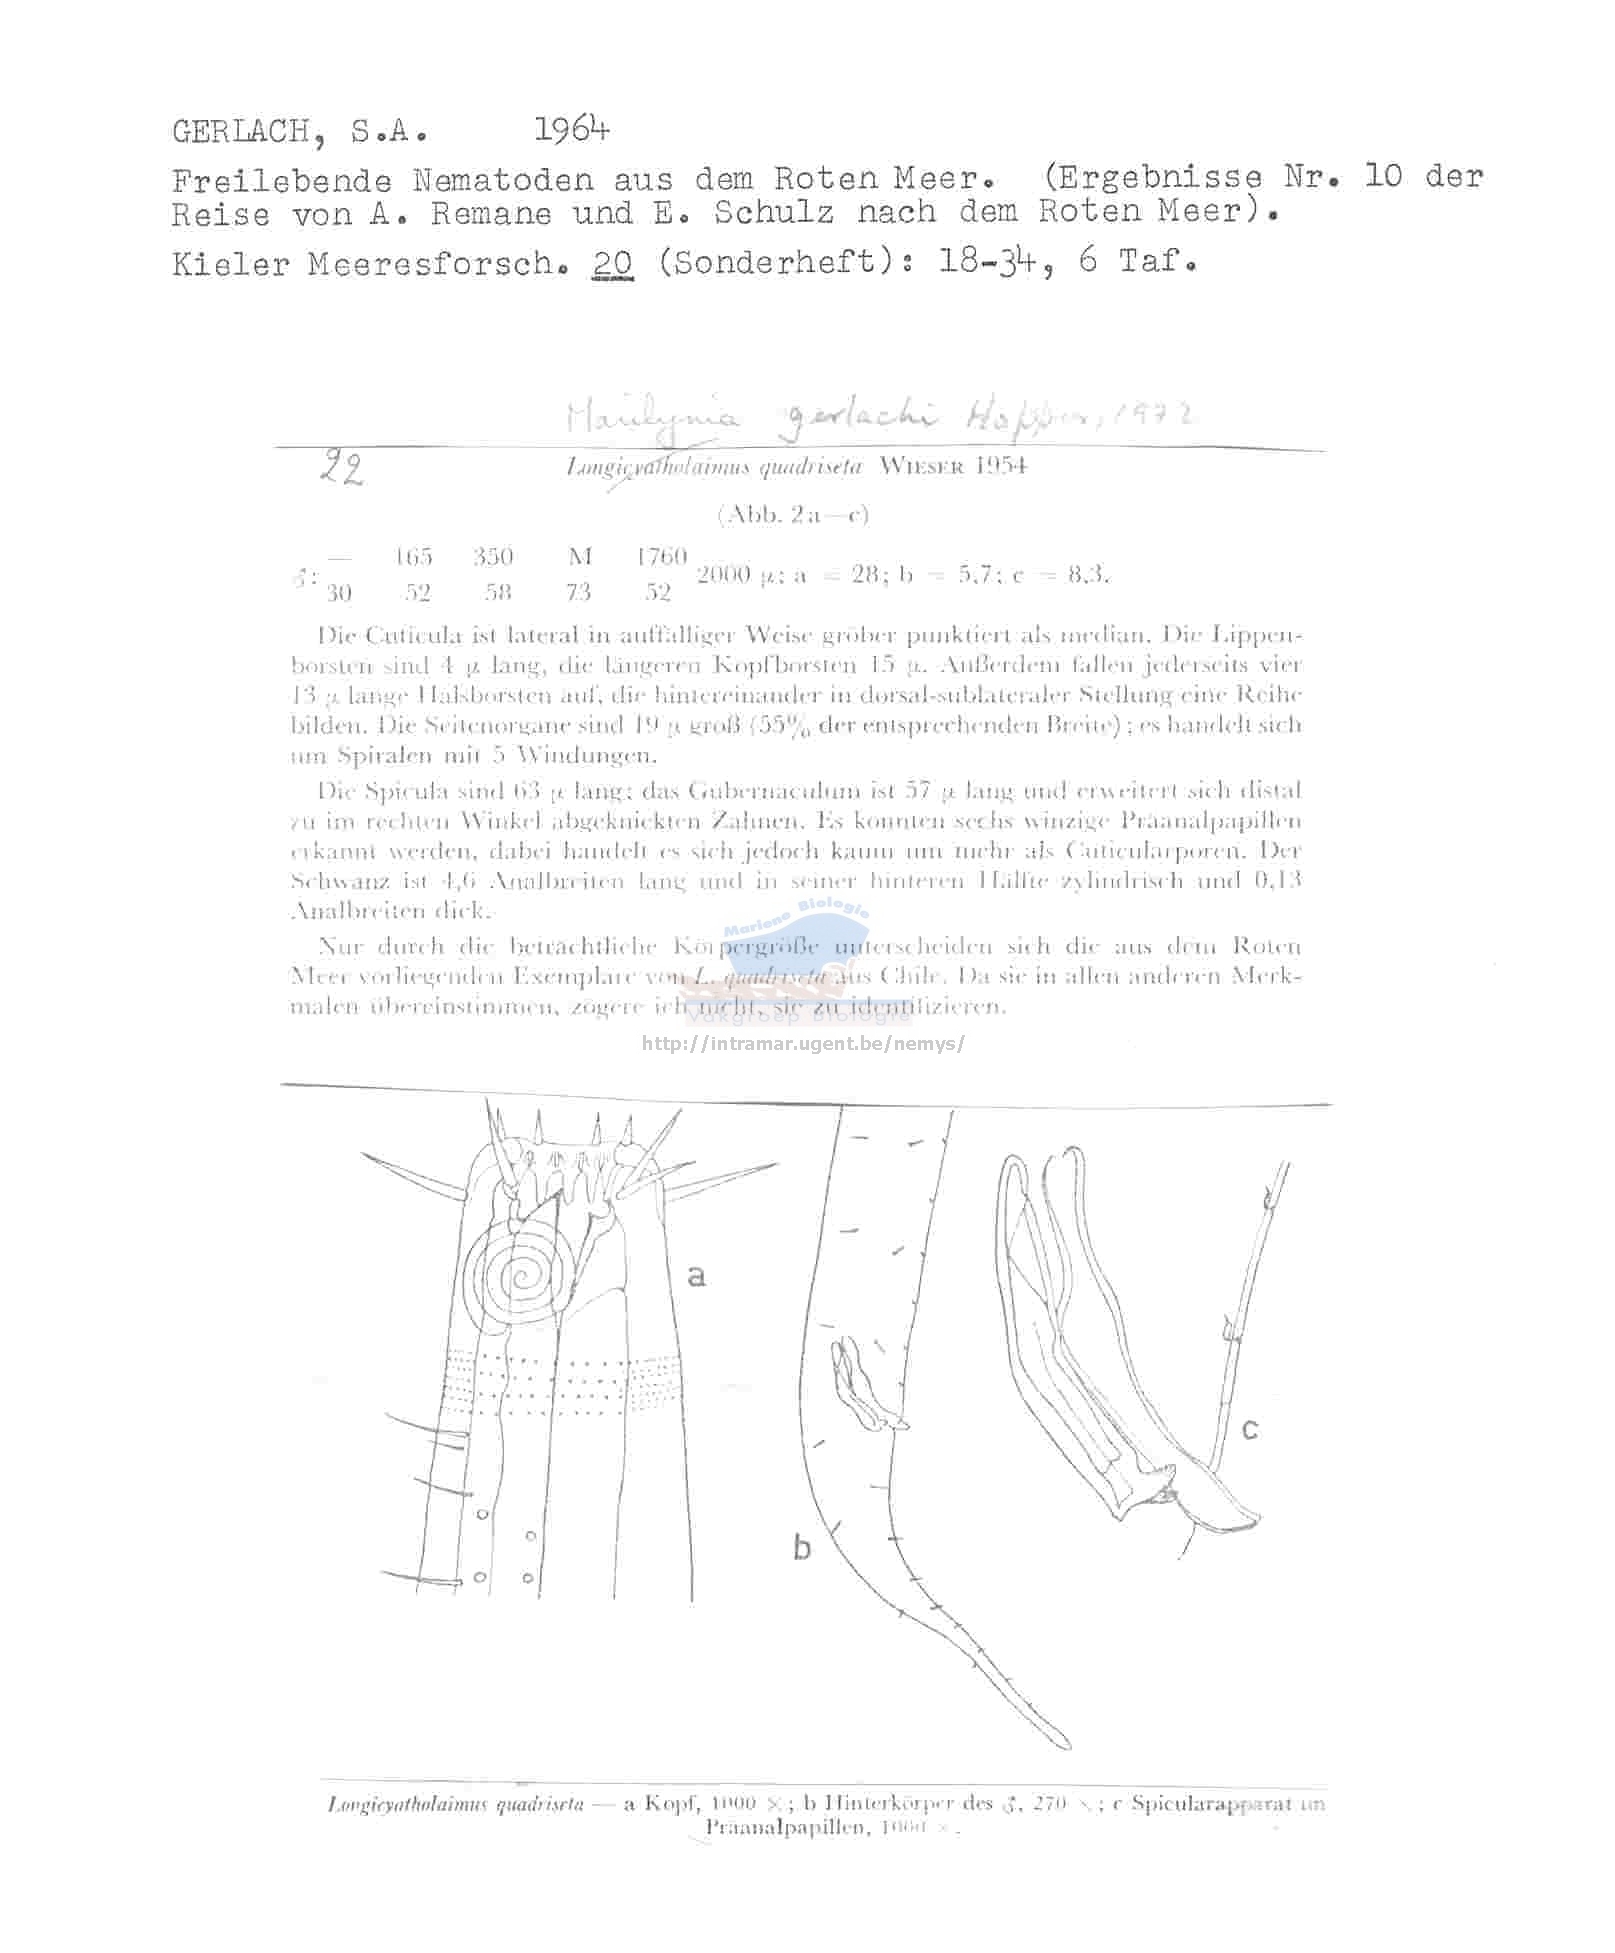 GERLACH, S.A. 1964
Freilebende Nematoden aus dem Roten Meer. (Ergebnisse Nr. 10 der
Reise von A. Remane und E. Schulz nach dem Roten Meer).
Kieler Meeresforsch. 20 (Sonderheft): 18-34, 6 Taf.
gerlachi Hopper, 1972
22
Longicyatholaimus quadriseta WIESER 1954
(Abb. 2a—c)
— 165 350 M 1760
♂: 2000 µ; a = 28; b = 5,7; c = 8,3.
30 52 58 73 52
Die Cuticula ist lateral in auffälliger Weise gröber punktiert als median. Die Lippen-
borsten sind 4 µ lang, die längeren Kopfborsten 15 µ. Außerdem fallen jederseits vier
13 µ lange Halsborsten auf, die hintereinander in dorsal-sublateraler Stellung eine Reihe
bilden. Die Seitenorgane sind 19 µ groß (55% der entsprechenden Breite); es handelt sich
um Spiralen mit 5 Windungen.
Die Spicula sind 63 µ lang; das Gubernaculum ist 57 µ lang und erweitert sich distal
zu im rechten Winkel abgeknickten Zähnen. Es konnten sechs winzige Präanalpapillen
erkannt werden, dabei handelt es sich jedoch kaum um mehr als Cuticularporen. Der
Schwanz ist 4,6 Analbreiten lang und in seiner hinteren Hälfte zylindrisch und 0,13
Analbreiten dick.
Nur durch die beträchtliche Körpergröße unterscheiden sich die aus dem Roten
Meer vorliegenden Exemplare von L. quadriseta aus Chile. Da sie in allen anderen Merk-
malen übereinstimmen, zögere ich nicht, sie zu identifizieren.
Mariene Biologie
Vakgroep Biologie
http://intramar.ugent.be/nemys/
a
b
c
Longicyatholaimus quadriseta — a Kopf, 1000 ×; b Hinterkörper des ♂, 270 ×; c Spicularapparat un
Präanalpapillen, 1000 ×.